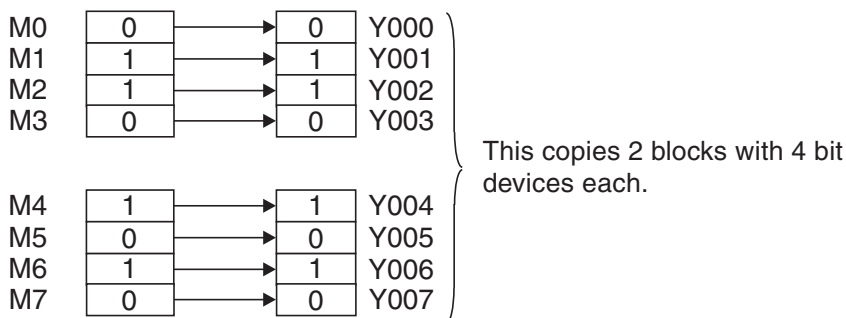 M0 0 0 Y000
M1 1 1 Y001
M2 1 1 Y002
M3 0 0 Y003
This copies 2 blocks with 4 bit
devices each.
M4 1 1 Y004
M5 0 0 Y005
M6 1 1 Y006
M7 0 0 Y007